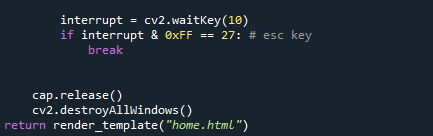 interrupt = cv2.waitKey(10)
if interrupt & 0xFF == 27: # esc key
break
cap.release()
cv2.destroyAllWindows()
return render_template("home.html")